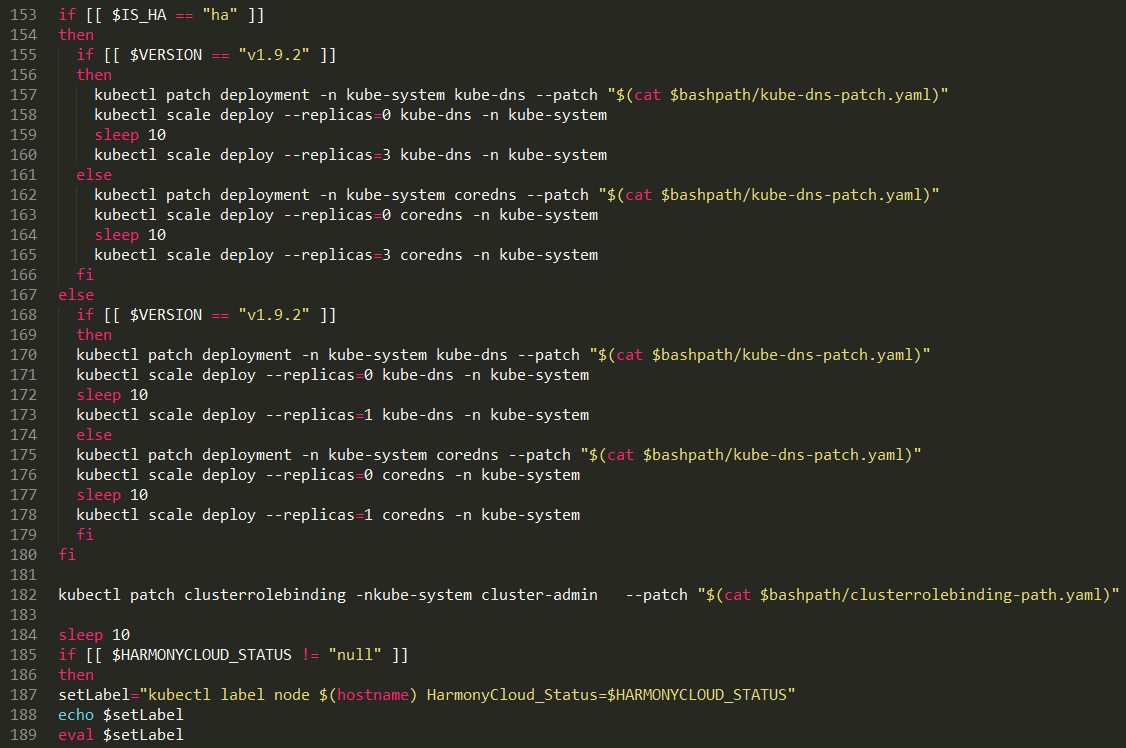 153 if [[ $IS_HA == "ha" ]]
154 then
155   if [[ $VERSION == "v1.9.2" ]]
156   then
157     kubectl patch deployment -n kube-system kube-dns --patch "$(cat $bashpath/kube-dns-patch.yaml)"
158     kubectl scale deploy --replicas=0 kube-dns -n kube-system
159     sleep 10
160     kubectl scale deploy --replicas=3 kube-dns -n kube-system
161   else
162     kubectl patch deployment -n kube-system coredns --patch "$(cat $bashpath/kube-dns-patch.yaml)"
163     kubectl scale deploy --replicas=0 coredns -n kube-system
164     sleep 10
165     kubectl scale deploy --replicas=3 coredns -n kube-system
166   fi
167 else
168   if [[ $VERSION == "v1.9.2" ]]
169   then
170   kubectl patch deployment -n kube-system kube-dns --patch "$(cat $bashpath/kube-dns-patch.yaml)"
171   kubectl scale deploy --replicas=0 kube-dns -n kube-system
172   sleep 10
173   kubectl scale deploy --replicas=1 kube-dns -n kube-system
174   else
175   kubectl patch deployment -n kube-system coredns --patch "$(cat $bashpath/kube-dns-patch.yaml)"
176   kubectl scale deploy --replicas=0 coredns -n kube-system
177   sleep 10
178   kubectl scale deploy --replicas=1 coredns -n kube-system
179   fi
180 fi
181
182 kubectl patch clusterrolebinding -nkube-system cluster-admin   --patch "$(cat $bashpath/clusterrolebinding-path.yaml)"
183
184 sleep 10
185 if [[ $HARMONYCLOUD_STATUS != "null" ]]
186 then
187 setLabel="kubectl label node $(hostname) HarmonyCloud_Status=$HARMONYCLOUD_STATUS"
188 echo $setLabel
189 eval $setLabel